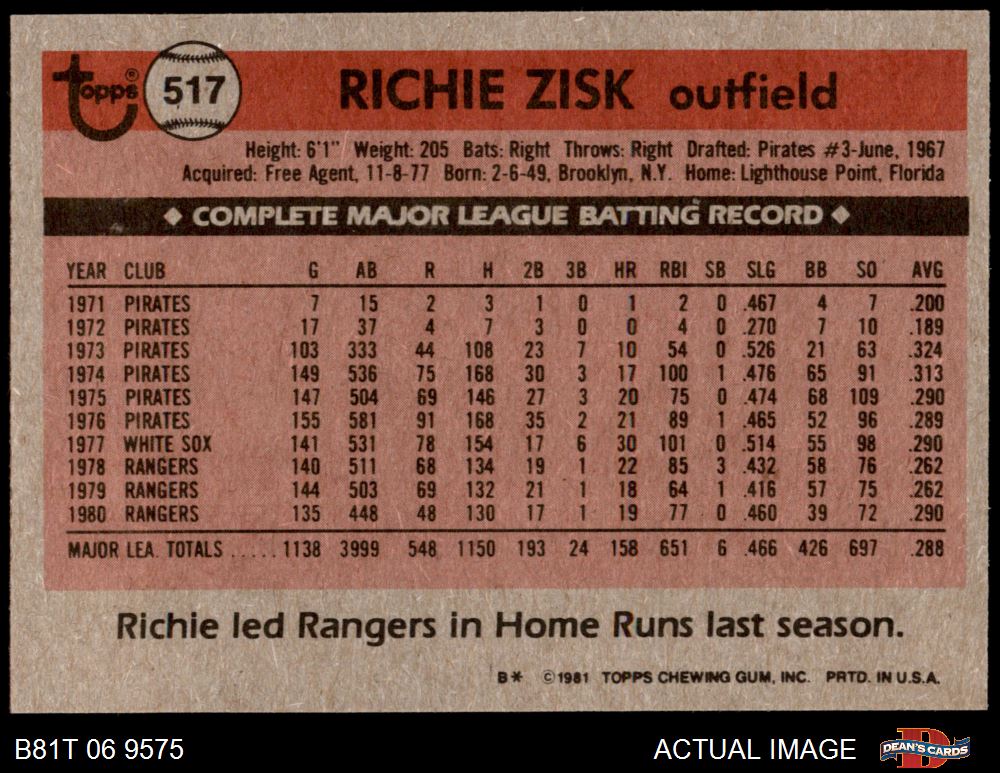 Topps® 517 RICHIE ZISK outfield
Height: 6'1" Weight: 205 Bats: Right Throws: Right Drafted: Pirates #3-June, 1967
Acquired: Free Agent, 11-8-77 Born: 2-6-49, Brooklyn, N.Y. Home: Lighthouse Point, Florida
◆ COMPLETE MAJOR LEAGUE BATTING RECORD ◆
YEAR CLUB G AB R H 2B 3B HR RBI SB SLG BB SO AVG
1971 PIRATES 7 15 2 3 1 0 1 2 0 .467 4 7 .200
1972 PIRATES 17 37 4 7 3 0 0 4 0 .270 7 10 .189
1973 PIRATES 103 333 44 108 23 7 10 54 0 .526 21 63 .324
1974 PIRATES 149 536 75 168 30 3 17 100 1 .476 65 91 .313
1975 PIRATES 147 504 69 146 27 3 20 75 0 .474 68 109 .290
1976 PIRATES 155 581 91 168 35 2 21 89 1 .465 52 96 .289
1977 WHITE SOX 141 531 78 154 17 6 30 101 0 .514 55 98 .290
1978 RANGERS 140 511 68 134 19 1 22 85 3 .432 58 76 .262
1979 RANGERS 144 503 69 132 21 1 18 64 1 .416 57 75 .262
1980 RANGERS 135 448 48 130 17 1 19 77 0 .460 39 72 .290
MAJOR LEA. TOTALS ..... 1138 3999 548 1150 193 24 158 651 6 .466 426 697 .288
Richie led Rangers in Home Runs last season.
B* ©1981 TOPPS CHEWING GUM, INC. PRTD. IN U.S.A.
B81T 06 9575 ACTUAL IMAGE DEAN'S CARDS